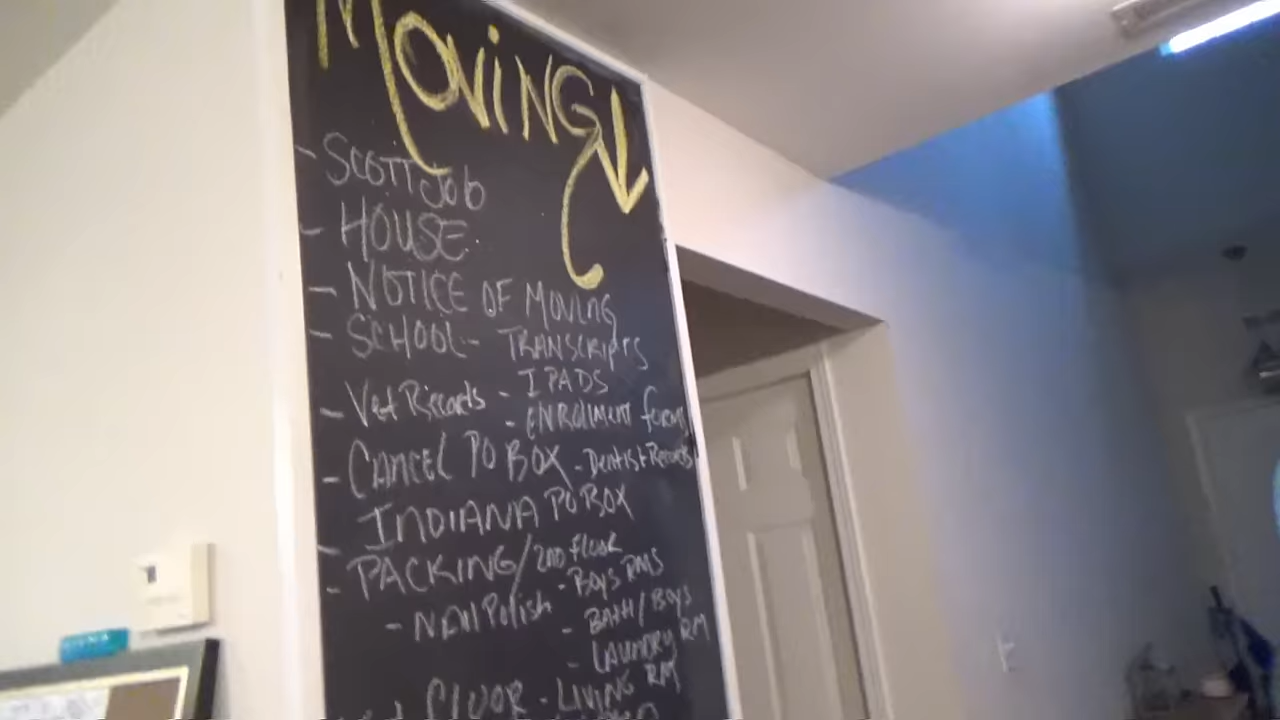 MOVING
- SCOTT JOB
- HOUSE
- NOTICE OF MOVING
- SCHOOL - TRANSCRIPTS
- IPADS
- Vet Records
- ENROLLMENT forms
- CANCEL PO BOX - Dentist Records
- INDIANA PO BOX
- PACKING/2ND FLOOR
- BOYS RMS
- NAIL Polish
- BATH/BOYS
- LAUNDRY RM
FLOOR - LIVING RM